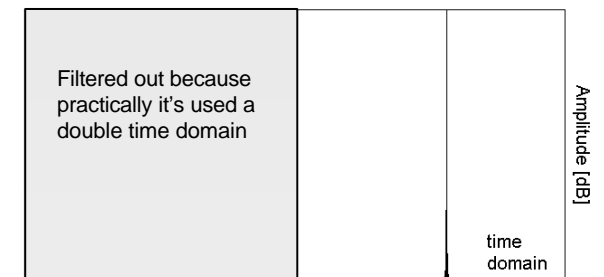 Filtered out because
practically it’s used a
double time domain
Amplitude [dB]
time
domain